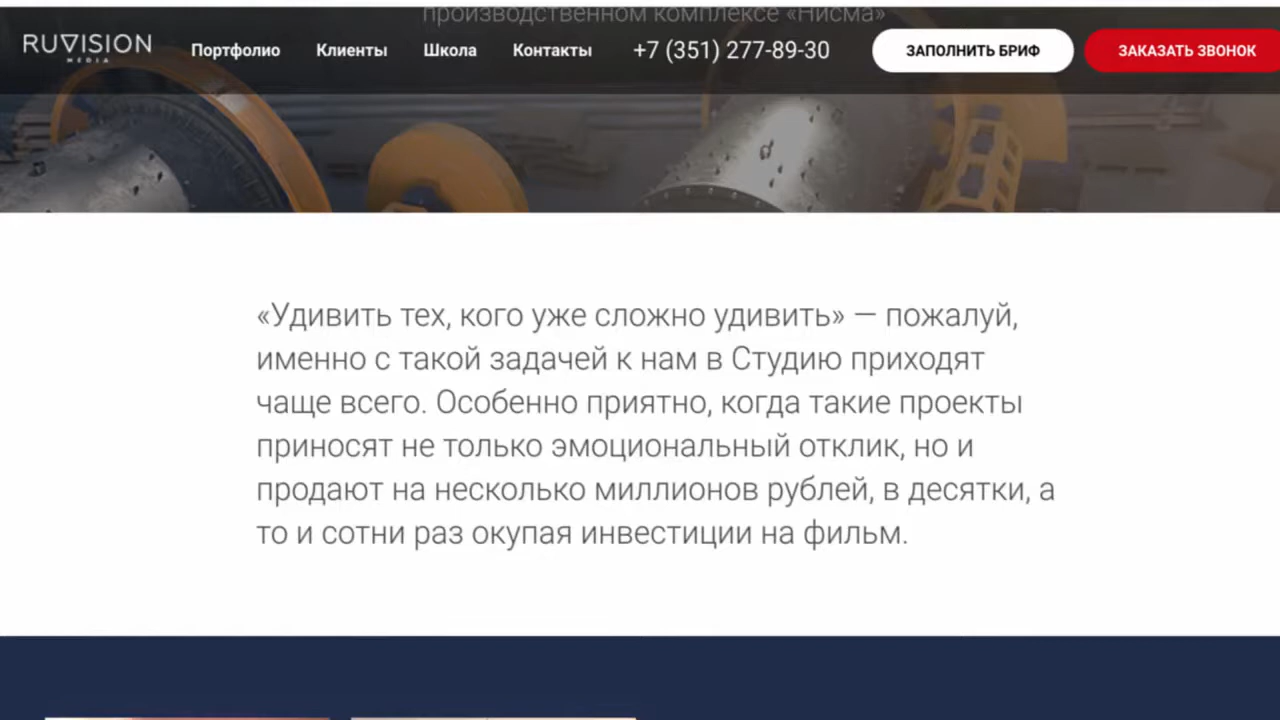 производственном комплексе «Нисма»
RUVISION
MEDIA
Портфолио
Клиенты
Школа
Контакты
+7 (351) 277-89-30
ЗАПОЛНИТЬ БРИФ
ЗАКАЗАТЬ ЗВОНОК
«Удивить тех, кого уже сложно удивить» — пожалуй,
именно с такой задачей к нам в Студию приходят
чаще всего. Особенно приятно, когда такие проекты
приносят не только эмоциональный отклик, но и
продают на несколько миллионов рублей, в десятки, а
то и сотни раз окупая инвестиции на фильм.